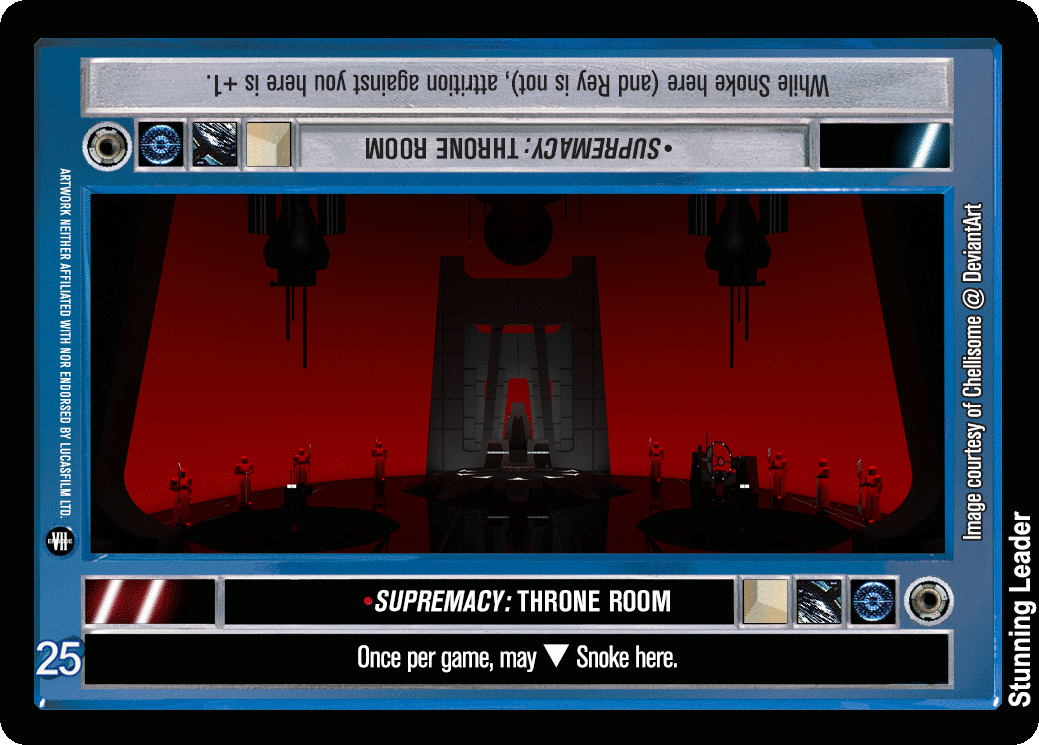 While Snoke here (and Rey is not), attrition against you here is +1.
•SUPREMACY: THRONE ROOM
ARTWORK NEITHER AFFILIATED WITH NOR ENDORSED BY LUCASFILM LTD.
EPISODE
VII
Image courtesy of Chellisome @ DeviantArt
•SUPREMACY: THRONE ROOM
25
Once per game, may ▼ Snoke here.
Stunning Leader